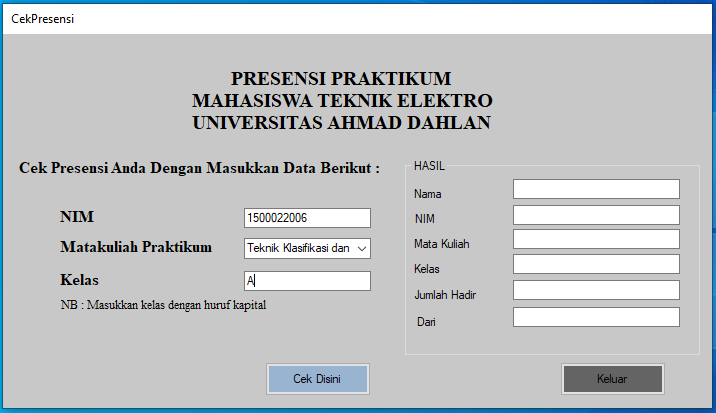 CekPresensi
PRESENSI PRAKTIKUM
MAHASISWA TEKNIK ELEKTRO
UNIVERSITAS AHMAD DAHLAN
Cek Presensi Anda Dengan Masukkan Data Berikut :
NIM
1500022006
Matakuliah Praktikum
Teknik Klasifikasi dan
Kelas
A
NB : Masukkan kelas dengan huruf kapital
Cek Disini
HASIL
Nama
NIM
Mata Kuliah
Kelas
Jumlah Hadir
Dari
Keluar